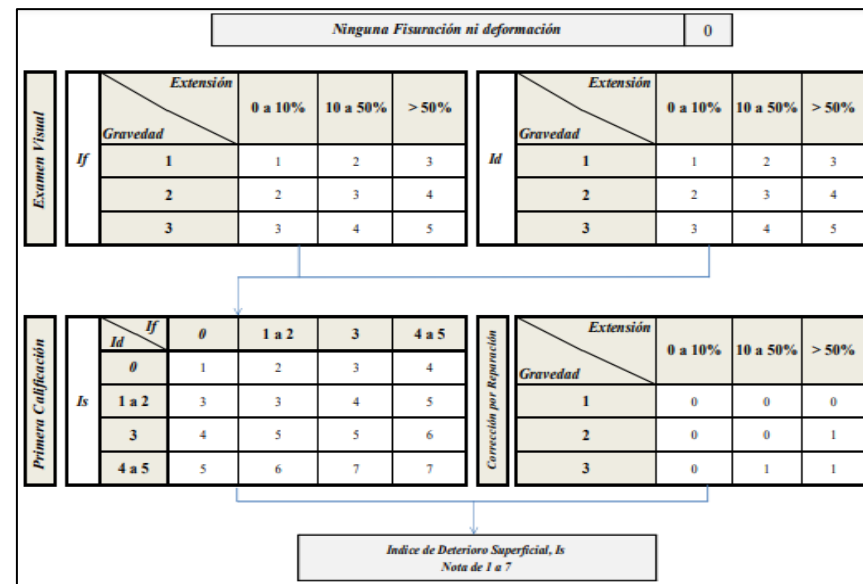 Ninguna Fisuración ni deformación 0
Examen Visual
If
Extensión
Gravedad
0 a 10% 10 a 50% > 50%
1 1 2 3
2 2 3 4
3 3 4 5
Id
Extensión
Gravedad
0 a 10% 10 a 50% > 50%
1 1 2 3
2 2 3 4
3 3 4 5
Primera Calificación
Is
If
Id
0 1 a 2 3 4 a 5
0 1 2 3 4
1 a 2 3 3 4 5
3 4 5 5 6
4 a 5 5 6 7 7
Corrección por Reparación
Extensión
Gravedad
0 a 10% 10 a 50% > 50%
1 0 0 0
2 0 0 1
3 0 1 1
Indice de Deterioro Superficial, Is
Nota de 1 a 7